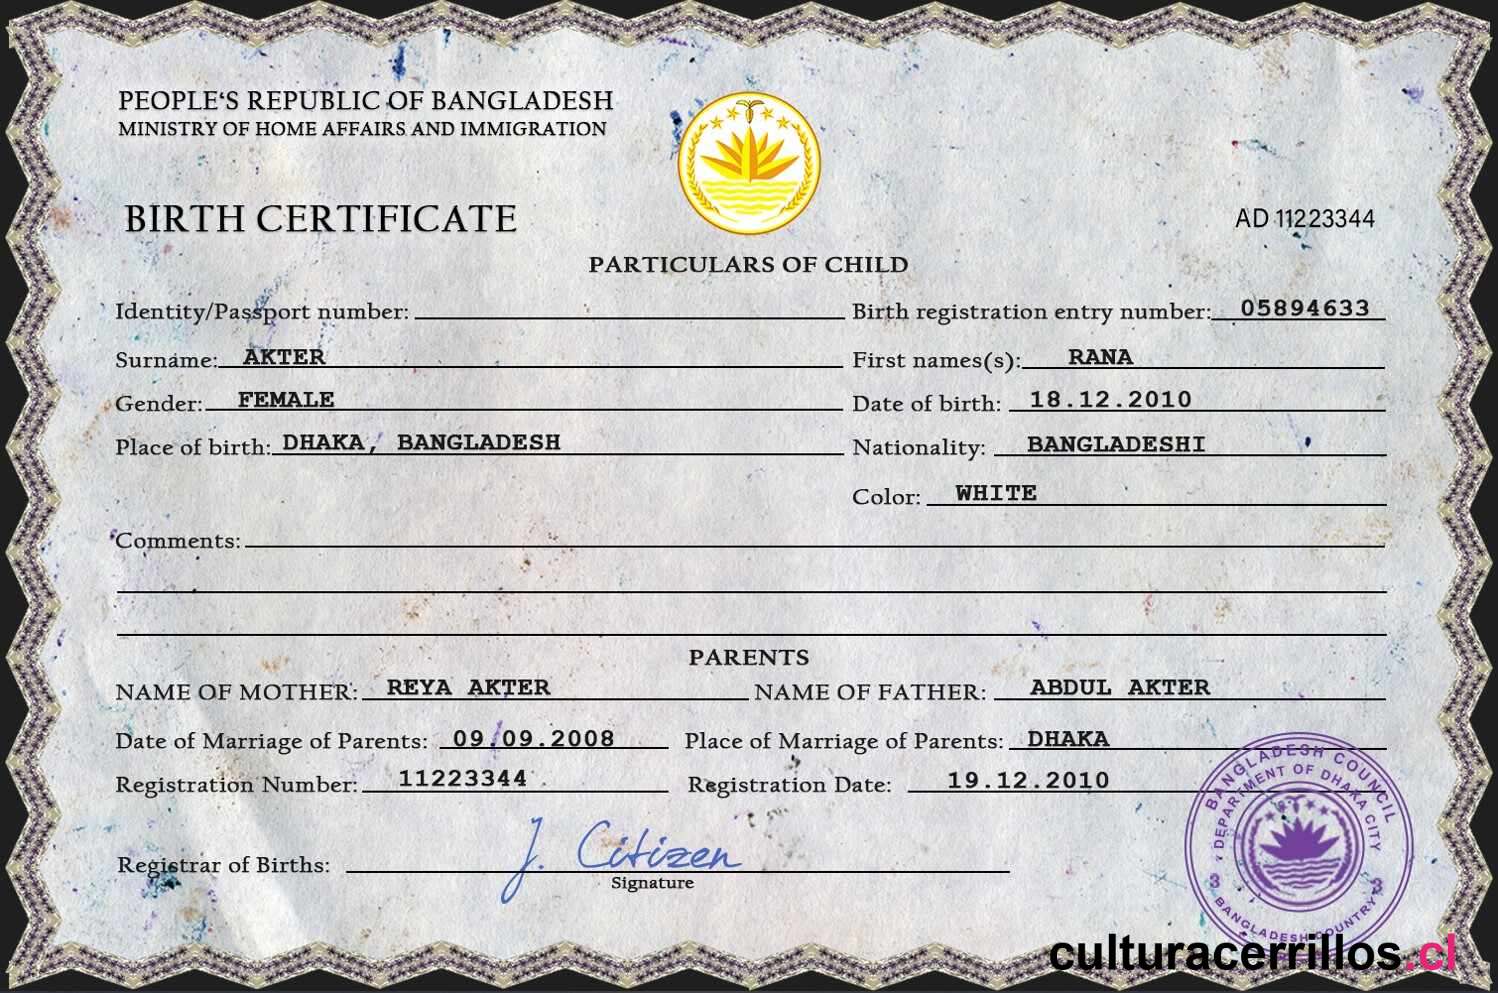 PEOPLE'S REPUBLIC OF BANGLADESH
MINISTRY OF HOME AFFAIRS AND IMMIGRATION
BIRTH CERTIFICATE
AD 11223344
PARTICULARS OF CHILD
Identity/Passport number: Birth registration entry number: 05894633
Surname: AKTER First names(s): RANA
Gender: FEMALE Date of birth: 18.12.2010
Place of birth: DHAKA, BANGLADESH Nationality: BANGLADESHI
Color: WHITE
Comments:
PARENTS
NAME OF MOTHER: REYA AKTER NAME OF FATHER: ABDUL AKTER
Date of Marriage of Parents: 09.09.2008 Place of Marriage of Parents: DHAKA
Registration Number: 11223344 Registration Date: 19.12.2010
BANGLADESH COUNCIL
DEPARTMENT OF DHAKA CITY
3 3
BANGLADESH COUNTRY
Registrar of Births: J. Citizen
Signature
culturacerrillos.cl